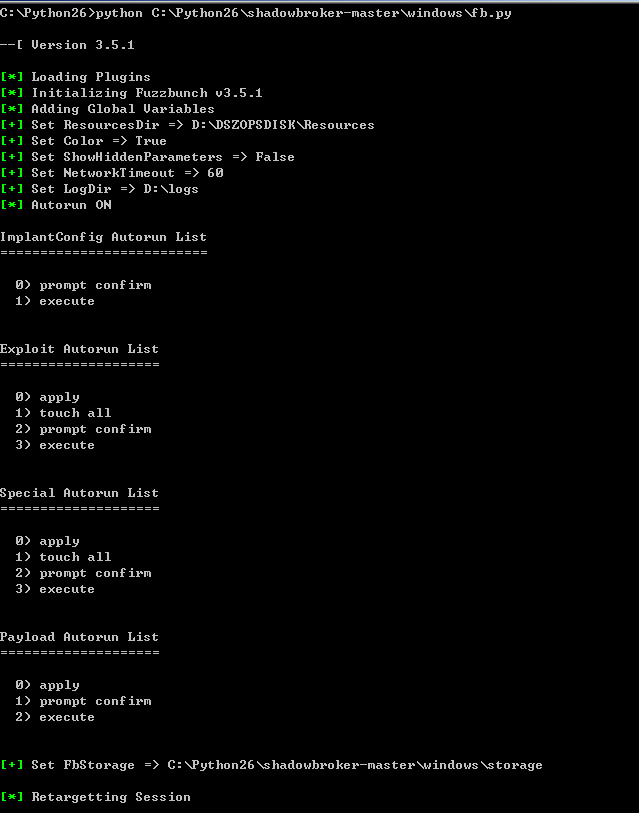 C:\Python26>python C:\Python26\shadowbroker-master\windows\fb.py
--[ Version 3.5.1
[*] Loading Plugins
[*] Initializing Fuzzbunch v3.5.1
[*] Adding Global Variables
[+] Set ResourcesDir => D:\DSZOPSDISK\Resources
[+] Set Color => True
[+] Set ShowHiddenParameters => False
[+] Set NetworkTimeout => 60
[+] Set LogDir => D:\logs
[*] Autorun ON
ImplantConfig Autorun List
==========================
0) prompt confirm
1) execute
Exploit Autorun List
====================
0) apply
1) touch all
2) prompt confirm
3) execute
Special Autorun List
====================
0) apply
1) touch all
2) prompt confirm
3) execute
Payload Autorun List
====================
0) apply
1) prompt confirm
2) execute
[+] Set FbStorage => C:\Python26\shadowbroker-master\windows\storage
[*] Retargetting Session